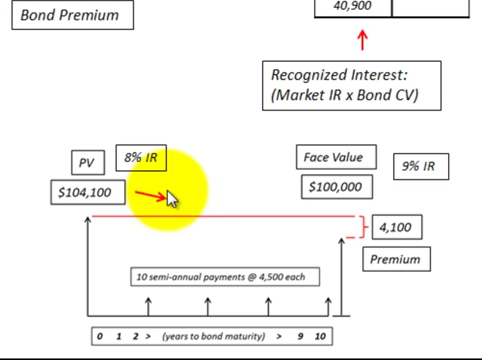 40,900
Bond Premium
Recognized Interest:
(Market IR x Bond CV)
PV
8% IR
Face Value
9% IR
$104,100
$100,000
4,100
Premium
10 semi-annual payments @ 4,500 each
0 1 2 > (years to bond maturity) > 9 10